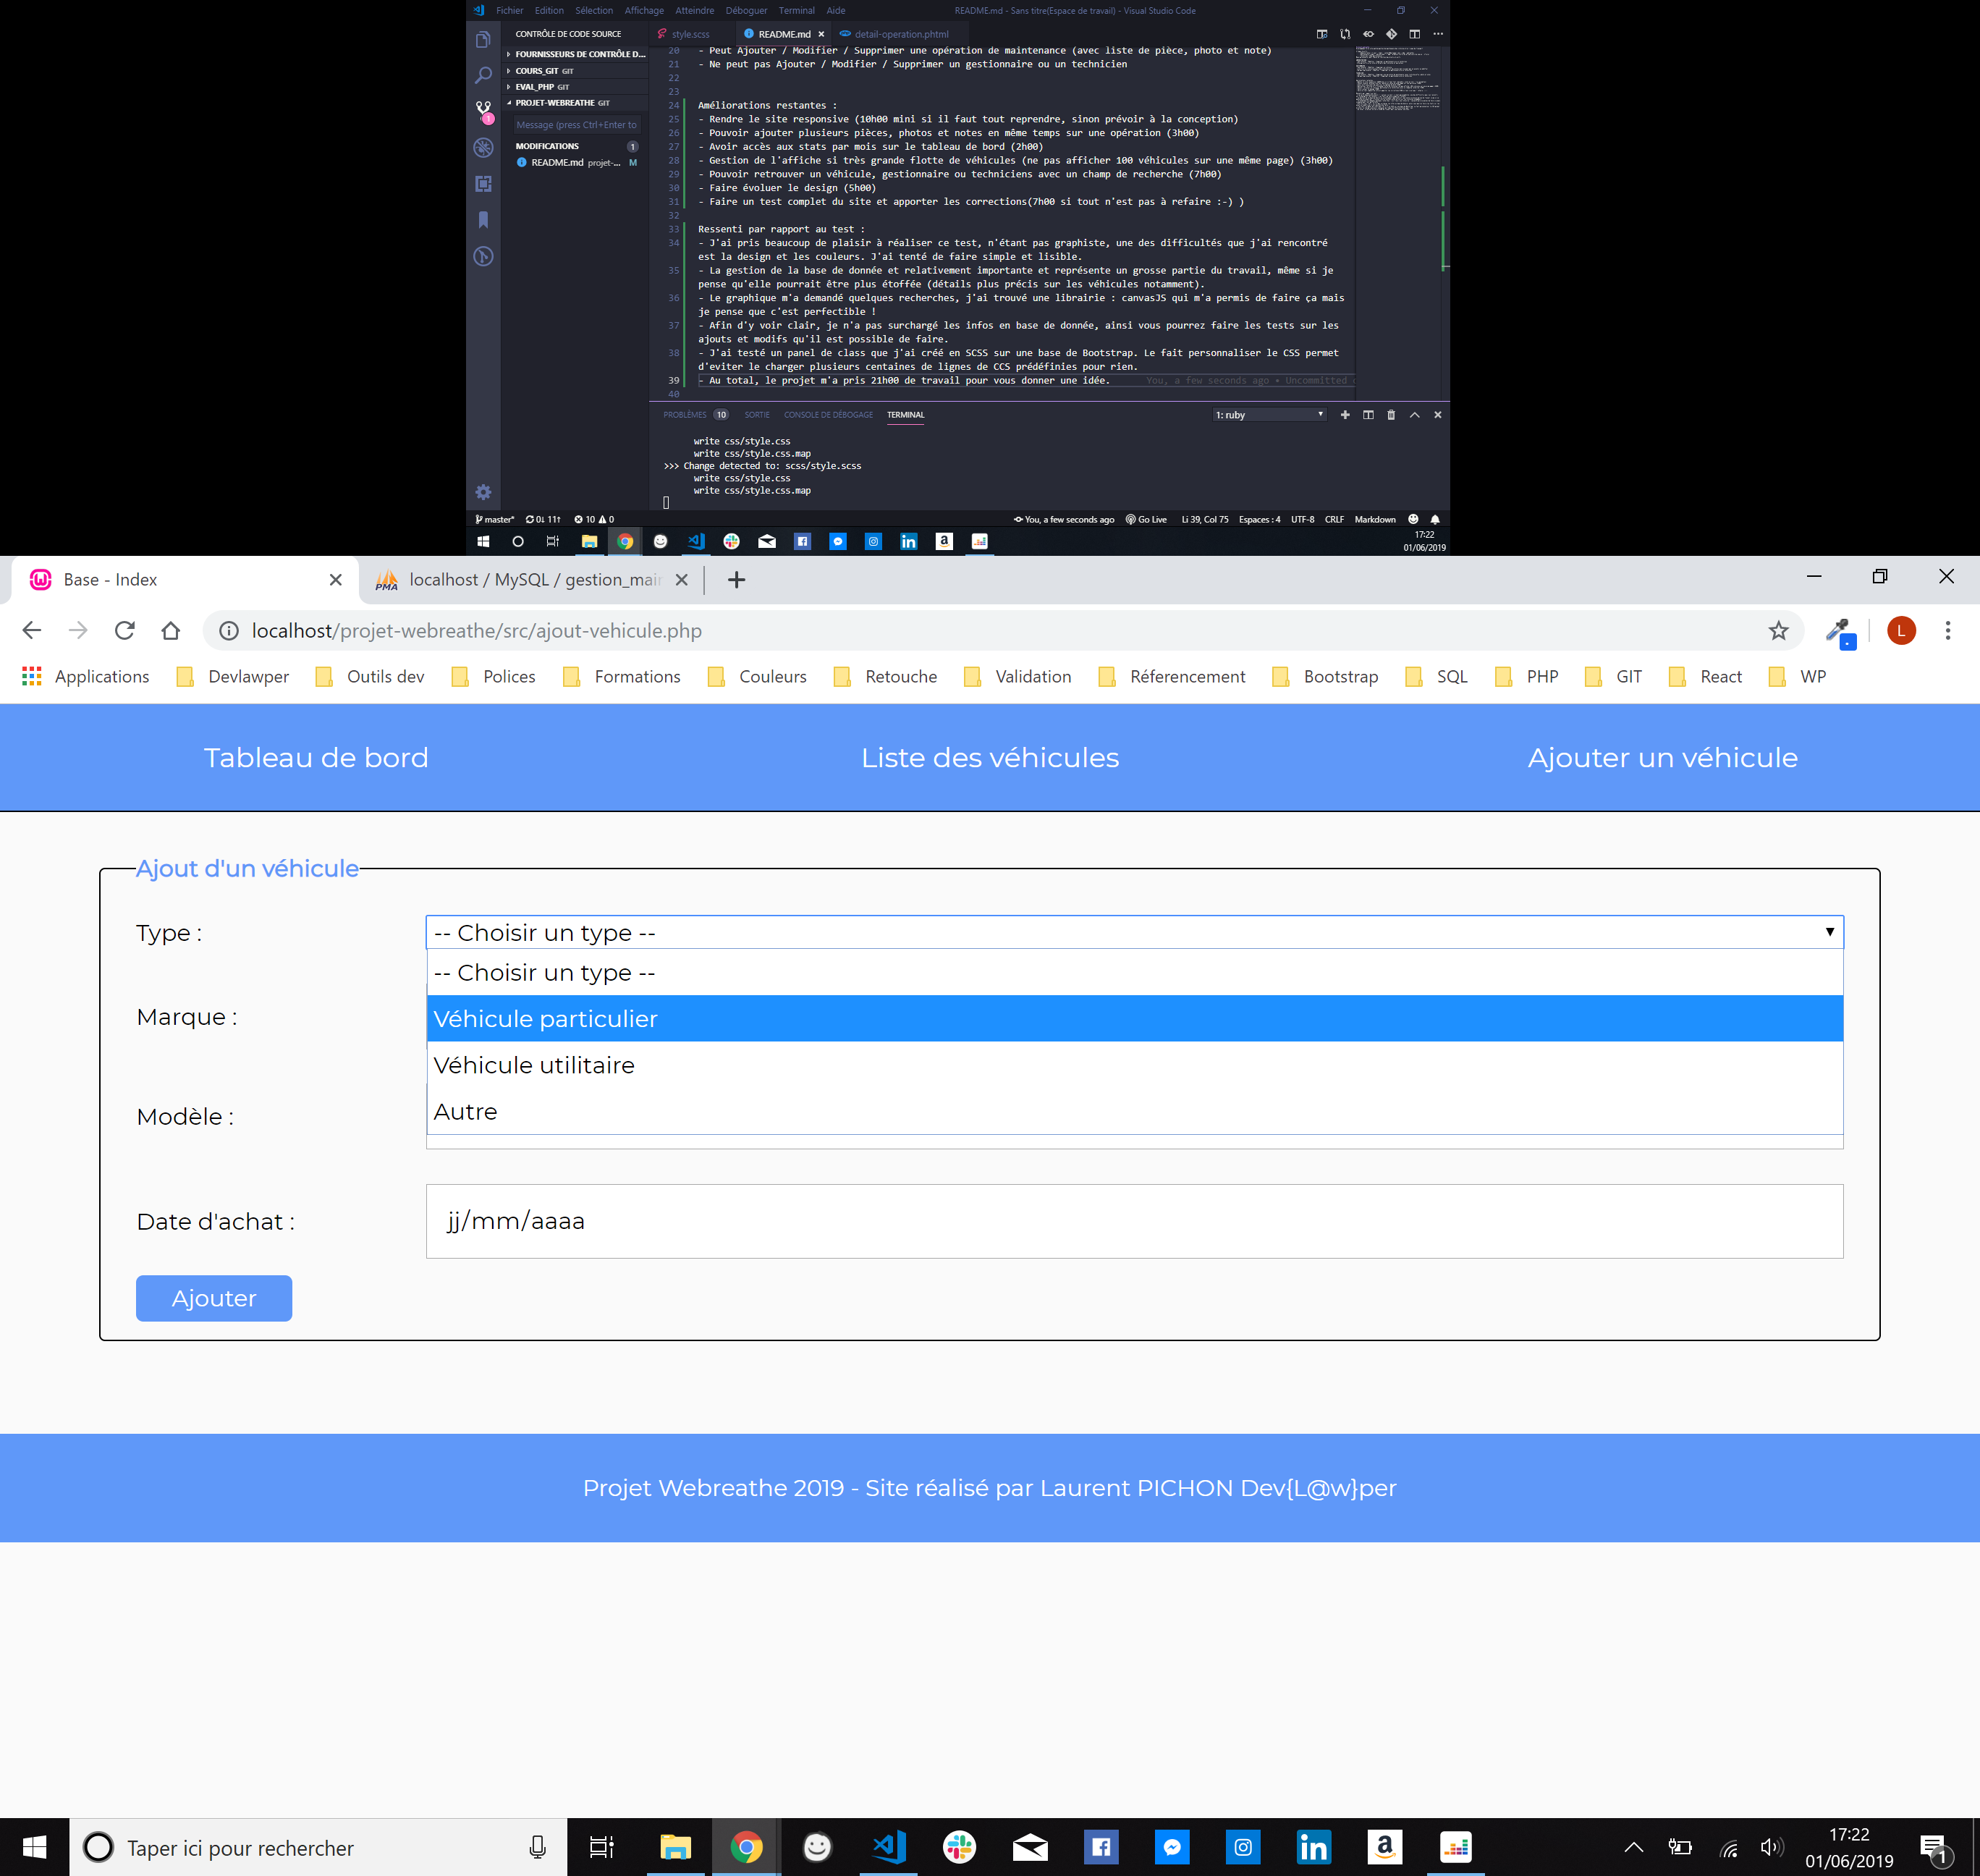 Fichier Edition Sélection Affichage Atteindre Déboguer Terminal Aide README.md - Sans titre(Espace de travail) - Visual Studio Code
CONTRÔLE DE CODE SOURCE
FOURNISSEURS DE CONTRÔLE D...
COURS_GIT GIT
EVAL_PHP GIT
PROJET-WEBREATHE GIT
Message (press Ctrl+Enter to
MODIFICATIONS 1
README.md projet-... M
1
style.scss README.md detail-operation.phtml
20 - Peut Ajouter / Modifier / Supprimer une opération de maintenance (avec liste de pièce, photo et note)
21 - Ne peut pas Ajouter / Modifier / Supprimer un gestionnaire ou un technicien
22
23
24 Améliorations restantes :
25 - Rendre le site responsive (10h00 mini si il faut tout reprendre, sinon prévoir à la conception)
26 - Pouvoir ajouter plusieurs pièces, photos et notes en même temps sur une opération (3h00)
27 - Avoir accès aux stats par mois sur le tableau de bord (2h00)
28 - Gestion de l'affiche si très grande flotte de véhicules (ne pas afficher 100 véhicules sur une même page) (3h00)
29 - Pouvoir retrouver un véhicule, gestionnaire ou techniciens avec un champ de recherche (7h00)
30 - Faire évoluer le design (5h00)
31 - Faire un test complet du site et apporter les corrections(7h00 si tout n'est pas à refaire :-) )
32
33 Ressenti par rapport au test :
34 - J'ai pris beaucoup de plaisir à réaliser ce test, n'étant pas graphiste, une des difficultés que j'ai rencontré
est la design et les couleurs. J'ai tenté de faire simple et lisible.
35 - La gestion de la base de donnée et relativement importante et représente un grosse partie du travail, même si je
pense qu'elle pourrait être plus étoffée (détails plus précis sur les véhicules notamment).
36 - Le graphique m'a demandé quelques recherches, j'ai trouvé une librairie : canvasJS qui m'a permis de faire ça mais
je pense que c'est perfectible !
37 - Afin d'y voir clair, je n'a pas surchargé les infos en base de donnée, ainsi vous pourrez faire les tests sur les
ajouts et modifs qu'il est possible de faire.
38 - J'ai testé un panel de class que j'ai créé en SCSS sur une base de Bootstrap. Le fait personnaliser le CSS permet
d'eviter le charger plusieurs centaines de lignes de CCS prédéfinies pour rien.
39 - Au total, le projet m'a pris 21h00 de travail pour vous donner une idée. You, a few seconds ago • Uncommitted
40
PROBLÈMES 10 SORTIE CONSOLE DE DÉBOGAGE TERMINAL 1: ruby
write css/style.css
write css/style.css.map
>>> Change detected to: scss/style.scss
write css/style.css
write css/style.css.map
master* 0↓ 11↑ 10 0 You, a few seconds ago Go Live Li 39, Col 75 Espaces : 4 UTF-8 CRLF Markdown
17:22
01/06/2019
Base - Index localhost / MySQL / gestion_mai
localhost/projet-webreathe/src/ajout-vehicule.php L
Applications Devlawper Outils dev Polices Formations Couleurs Retouche Validation Réferencement Bootstrap SQL PHP GIT React WP
Tableau de bord Liste des véhicules Ajouter un véhicule
Ajout d'un véhicule
Type : -- Choisir un type --
-- Choisir un type --
Marque : Véhicule particulier
Véhicule utilitaire
Modèle : Autre
Date d'achat : jj/mm/aaaa
Ajouter
Projet Webreathe 2019 - Site réalisé par Laurent PICHON Dev{L@w}per
Taper ici pour rechercher
17:22
01/06/2019
1